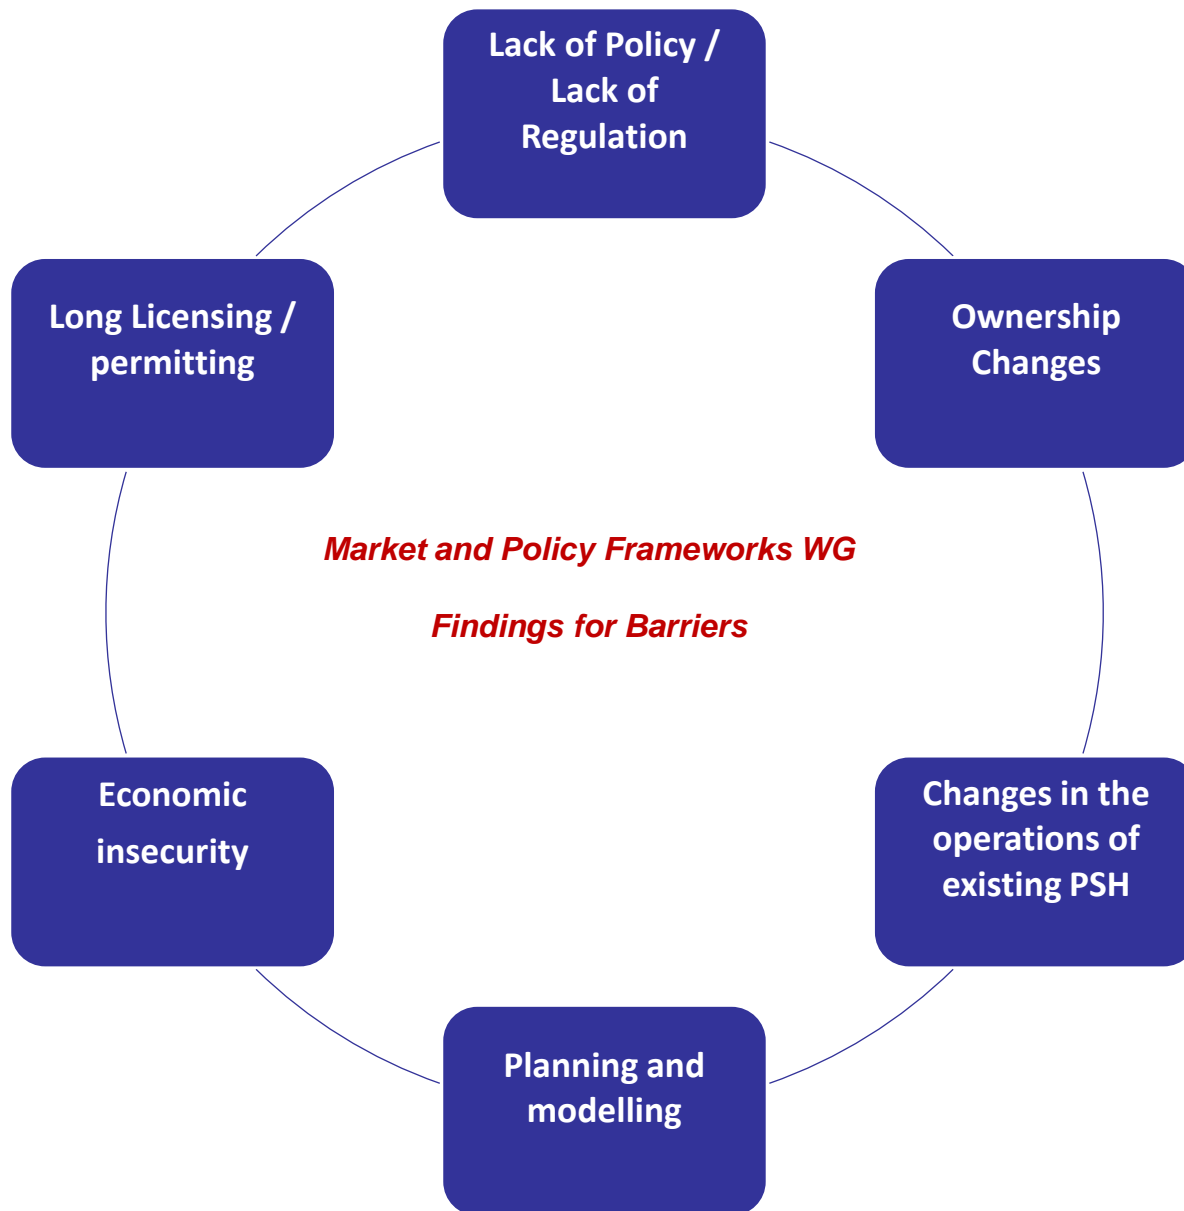 Lack of Policy /
Lack of
Regulation
Long Licensing /
permitting
Ownership
Changes
Market and Policy Frameworks WG
Findings for Barriers
Economic
insecurity
Changes in the
operations of
existing PSH
Planning and
modelling